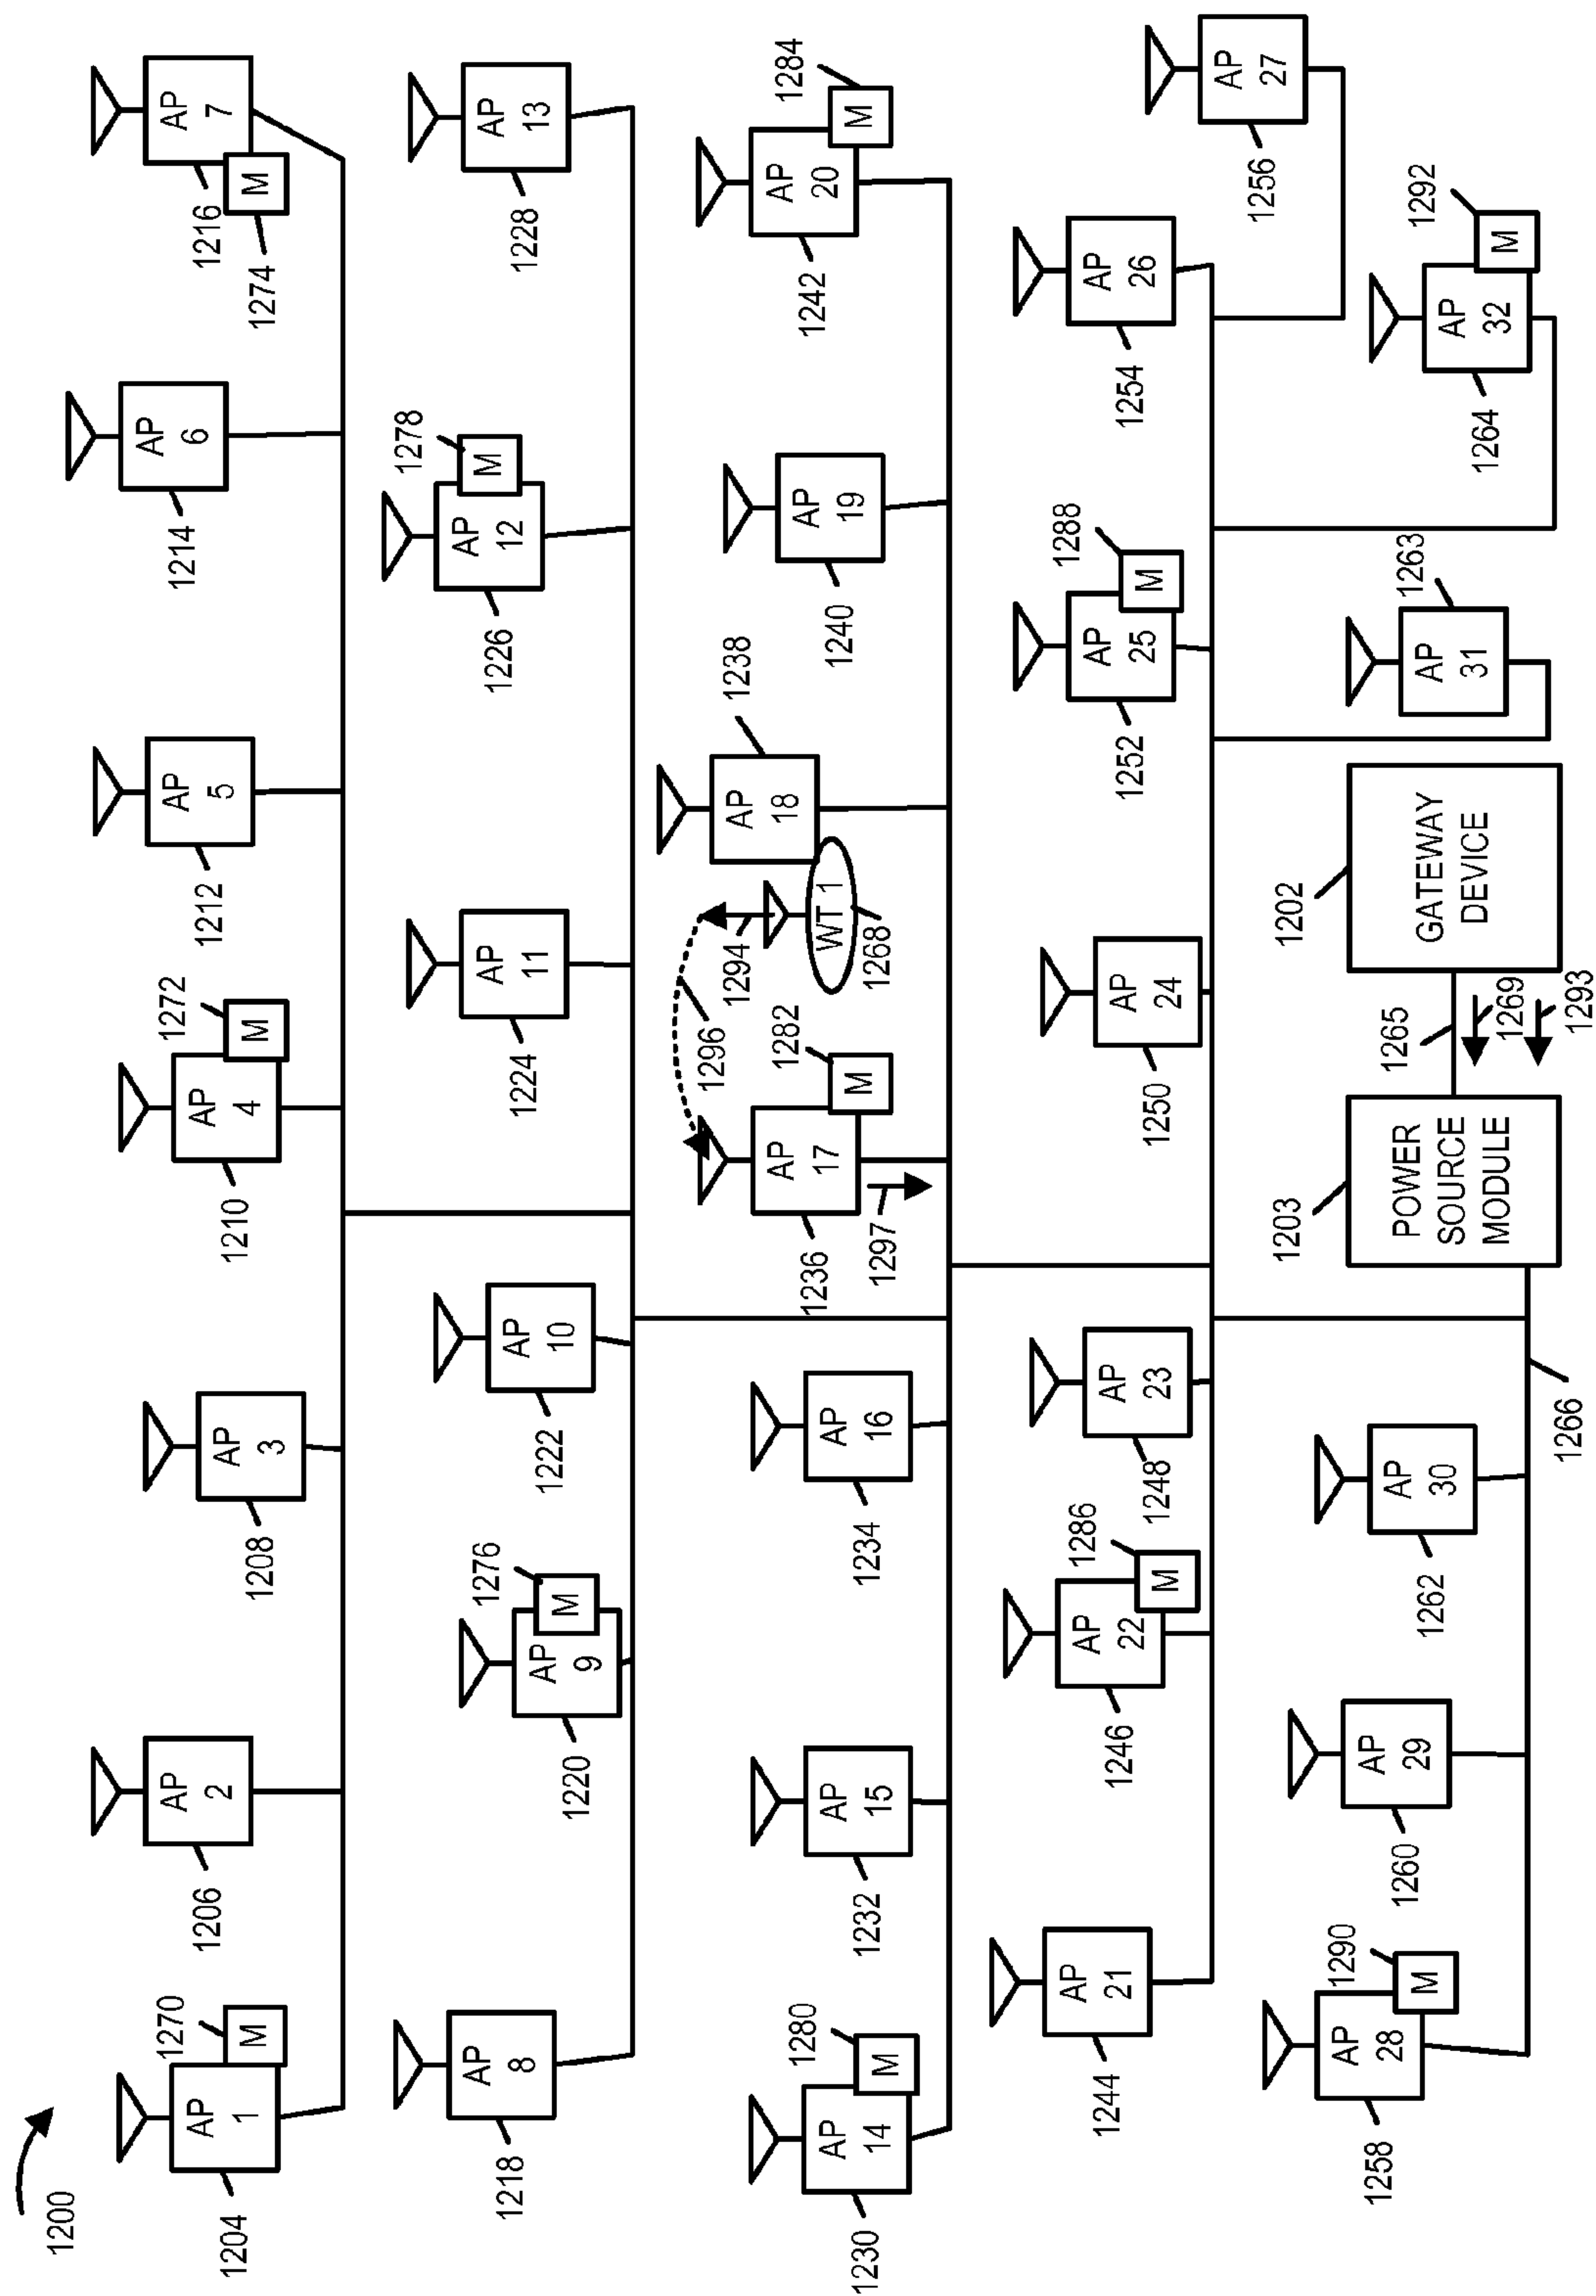 1200
AP
1
1204
M
1270
AP
2
1206
AP
3
1208
AP
4
1210
M
1272
AP
5
1212
AP
6
1214
AP
7
1216
M
1274
AP
8
1218
AP
9
1220
M
1276
AP
10
1222
AP
11
1224
AP
12
1226
M
1278
AP
13
1228
AP
14
1230
M
1280
AP
15
1232
AP
16
1234
AP
17
1236
M
1282
1297
1296
1294
WT 1
1268
AP
18
1238
AP
19
1240
AP
20
1242
M
1284
AP
21
1244
AP
22
1246
M
1286
AP
23
1248
AP
24
1250
AP
25
1252
M
1288
AP
26
1254
AP
27
1256
AP
28
1258
M
1290
AP
29
1260
AP
30
1262
1266
POWER
SOURCE
MODULE
1203
1265
1269
1293
GATEWAY
DEVICE
1202
AP
31
1263
AP
32
1264
M
1292